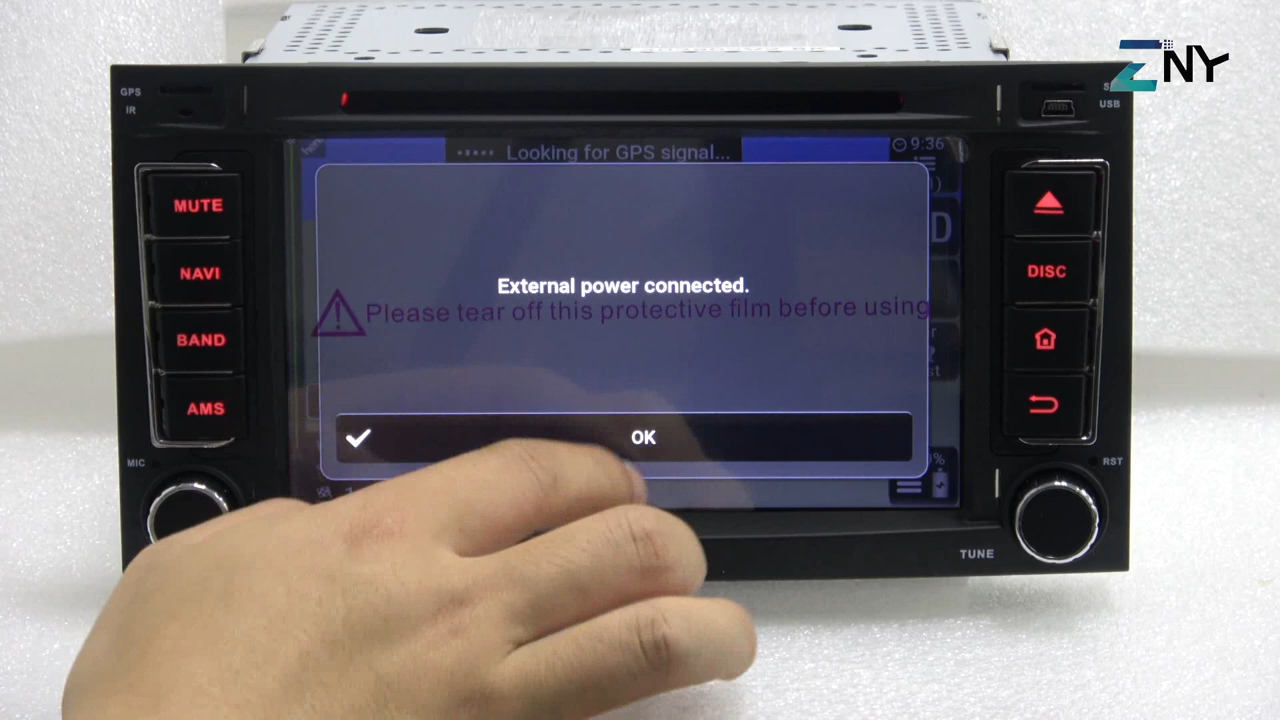 ZNY
GPS
IR
USB
Looking for GPS signal...
9:36
MUTE
NAVI
BAND
AMS
DISC
D
External power connected.
Please tear off this protective film before using
OK
MIC
RST
TUNE